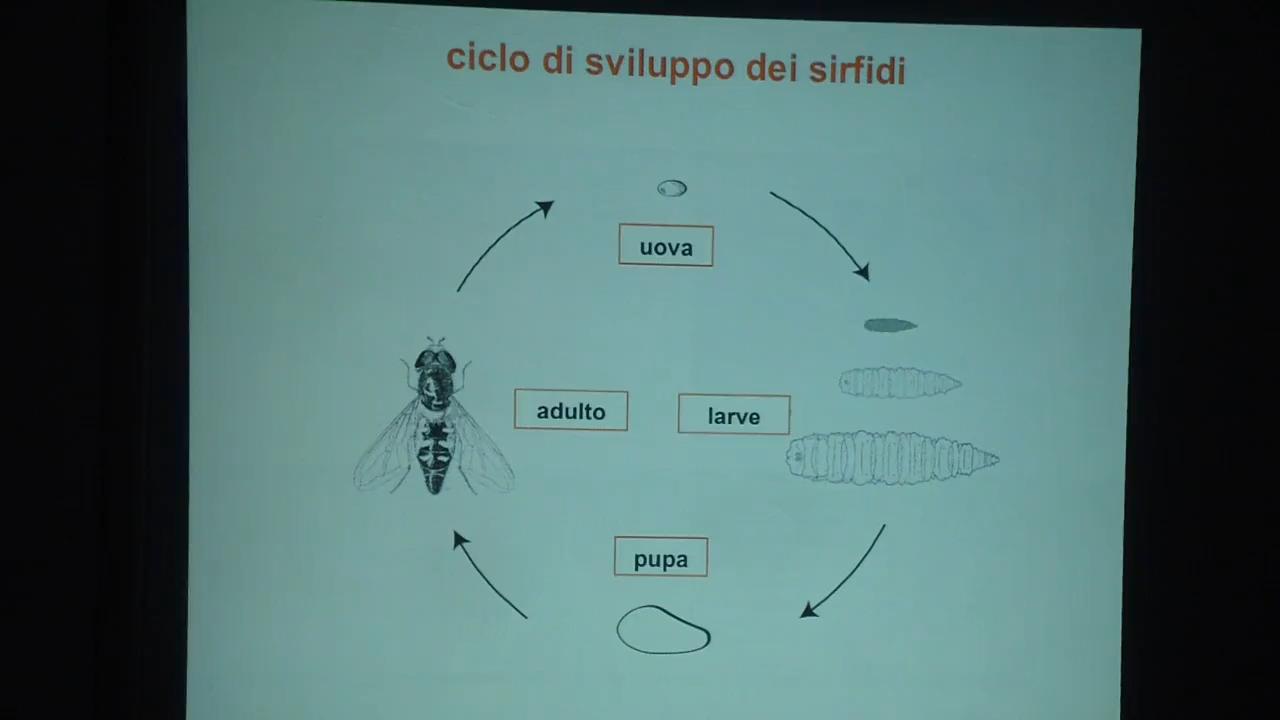 ciclo di sviluppo dei sirfidi
uova
adulto
larve
pupa